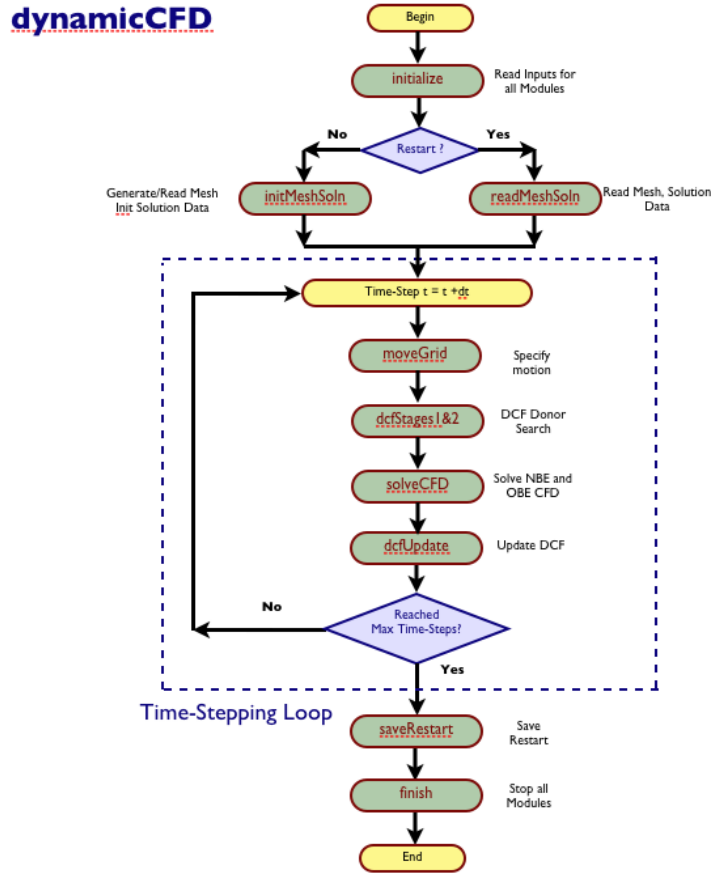 dynamicCFD
Begin
initialize
Read Inputs for
all Modules
No
Yes
Restart ?
Generate/Read Mesh
Init Solution Data
initMeshSoln
readMeshSoln
Read Mesh, Solution
Data
Time-Step t = t +dt
moveGrid
Specify
motion
dcfStages1&2
DCF Donor
Search
solveCFD
Solve NBE and
OBE CFD
dcfUpdate
Update DCF
No
Reached
Max Time-Steps?
Yes
Time-Stepping Loop
saveRestart
Save
Restart
finish
Stop all
Modules
End